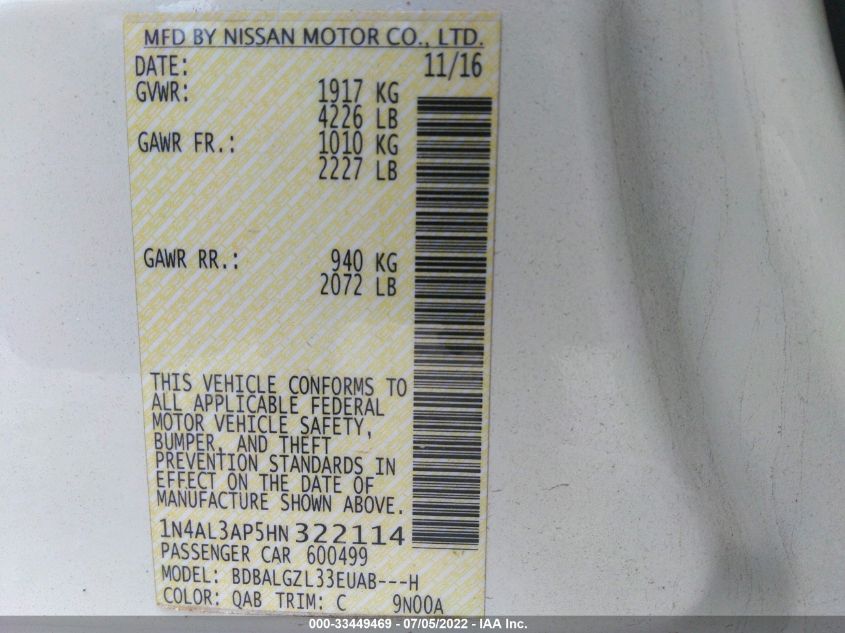 MFD BY NISSAN MOTOR CO., LTD.
DATE: 11/16
GVWR: 1917 KG
4226 LB
GAWR FR.: 1010 KG
2227 LB
GAWR RR.: 940 KG
2072 LB
THIS VEHICLE CONFORMS TO
ALL APPLICABLE FEDERAL
MOTOR VEHICLE SAFETY,
BUMPER, AND THEFT
PREVENTION STANDARDS IN
EFFECT ON THE DATE OF
MANUFACTURE SHOWN ABOVE.
1N4AL3AP5HN 322114
PASSENGER CAR 600499
MODEL: BDBALGZL33EUAB---H
COLOR: QAB TRIM: C 9N00A
000-33449469 - 07/05/2022 - IAA Inc.